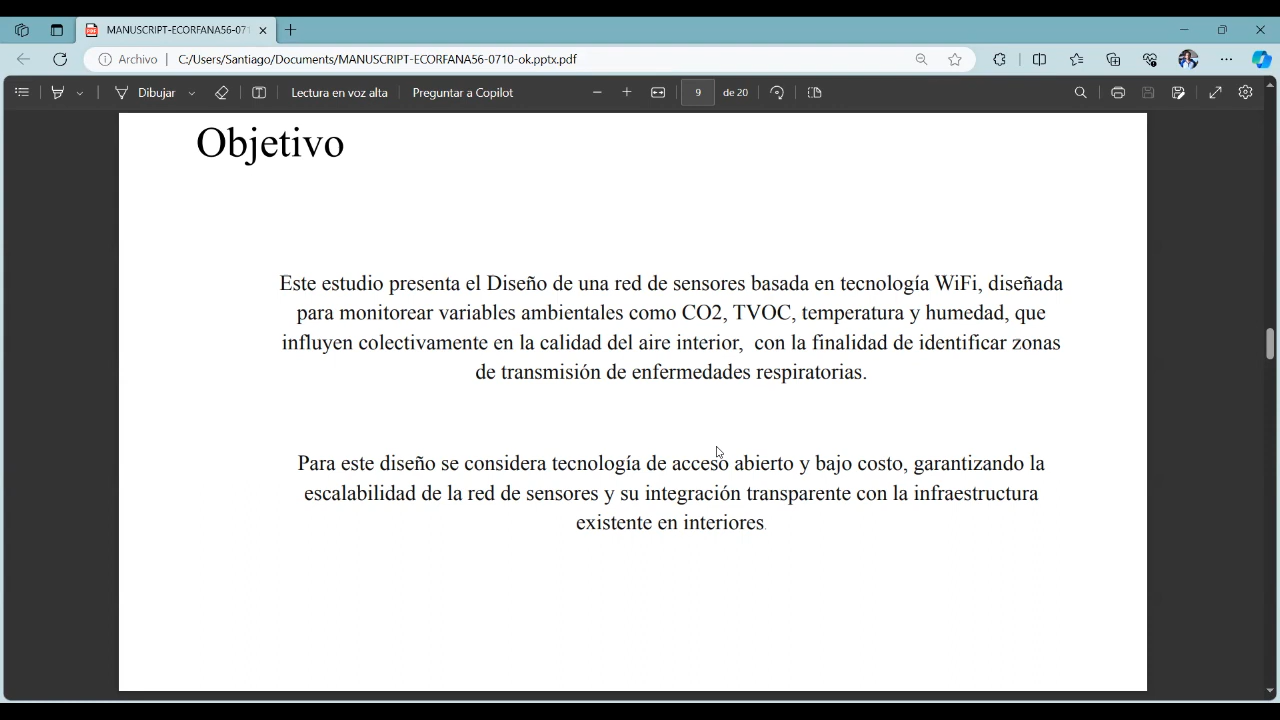 MANUSCRIPT-ECORFANA56-071
Archivo
C:/Users/Santiago/Documents/MANUSCRIPT-ECORFANA56-0710-ok.pptx.pdf
Dibujar
Lectura en voz alta
Preguntar a Copilot
9
de 20
Objetivo
Este estudio presenta el Diseño de una red de sensores basada en tecnología WiFi, diseñada
para monitorear variables ambientales como CO2, TVOC, temperatura y humedad, que
influyen colectivamente en la calidad del aire interior, con la finalidad de identificar zonas
de transmisión de enfermedades respiratorias.
Para este diseño se considera tecnología de acceso abierto y bajo costo, garantizando la
escalabilidad de la red de sensores y su integración transparente con la infraestructura
existente en interiores.